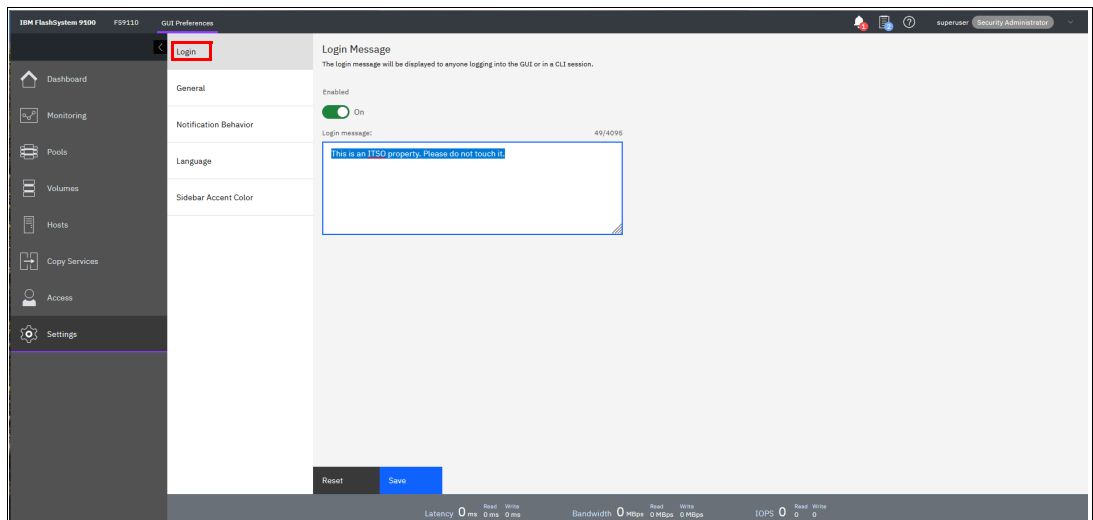 IBM FlashSystem 9100 FS9110 GUI Preferences
1 2 ? superuser Security Administrator
Login
Dashboard
Monitoring
Pools
Volumes
Hosts
Copy Services
Access
Settings
General
Notification Behavior
Language
Sidebar Accent Color
Login Message
The login message will be displayed to anyone logging into the GUI or in a CLI session.
Enabled
On
Login message: 49/4095
This is an ITSO property. Please do not touch it.
Reset Save
Read Write Read Write Read Write
Latency 0 ms 0 ms 0 ms Bandwidth 0 MBps 0 MBps 0 MBps IOPS 0 0 0